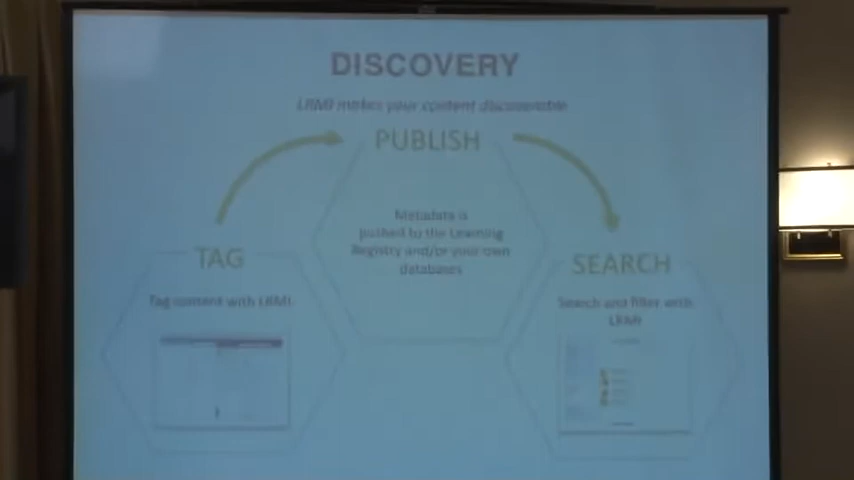 DISCOVERY
LRMI makes your content discoverable
PUBLISH
Metadata is
pushed to the Learning
Registry and/or your own
databases
TAG
Tag content with LRMI
SEARCH
Search and filter with
LRMI